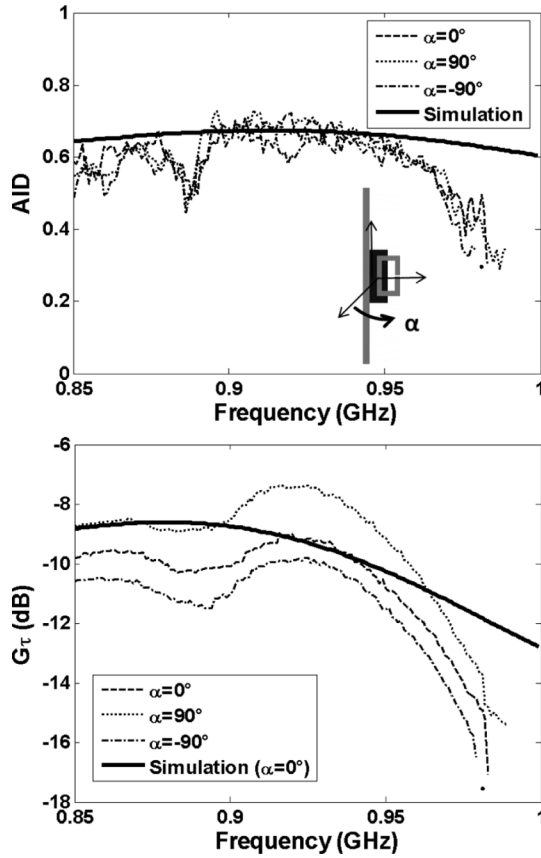 1
0.8
0.6
0.4
0.2
0
AID
α=0°
α=90°
α=-90°
Simulation
α
0.85
0.9
0.95
1
Frequency (GHz)
-6
-8
-10
-12
-14
-16
-18
Gτ (dB)
α=0°
α=90°
α=-90°
Simulation (α=0°)
0.85
0.9
0.95
1
Frequency (GHz)